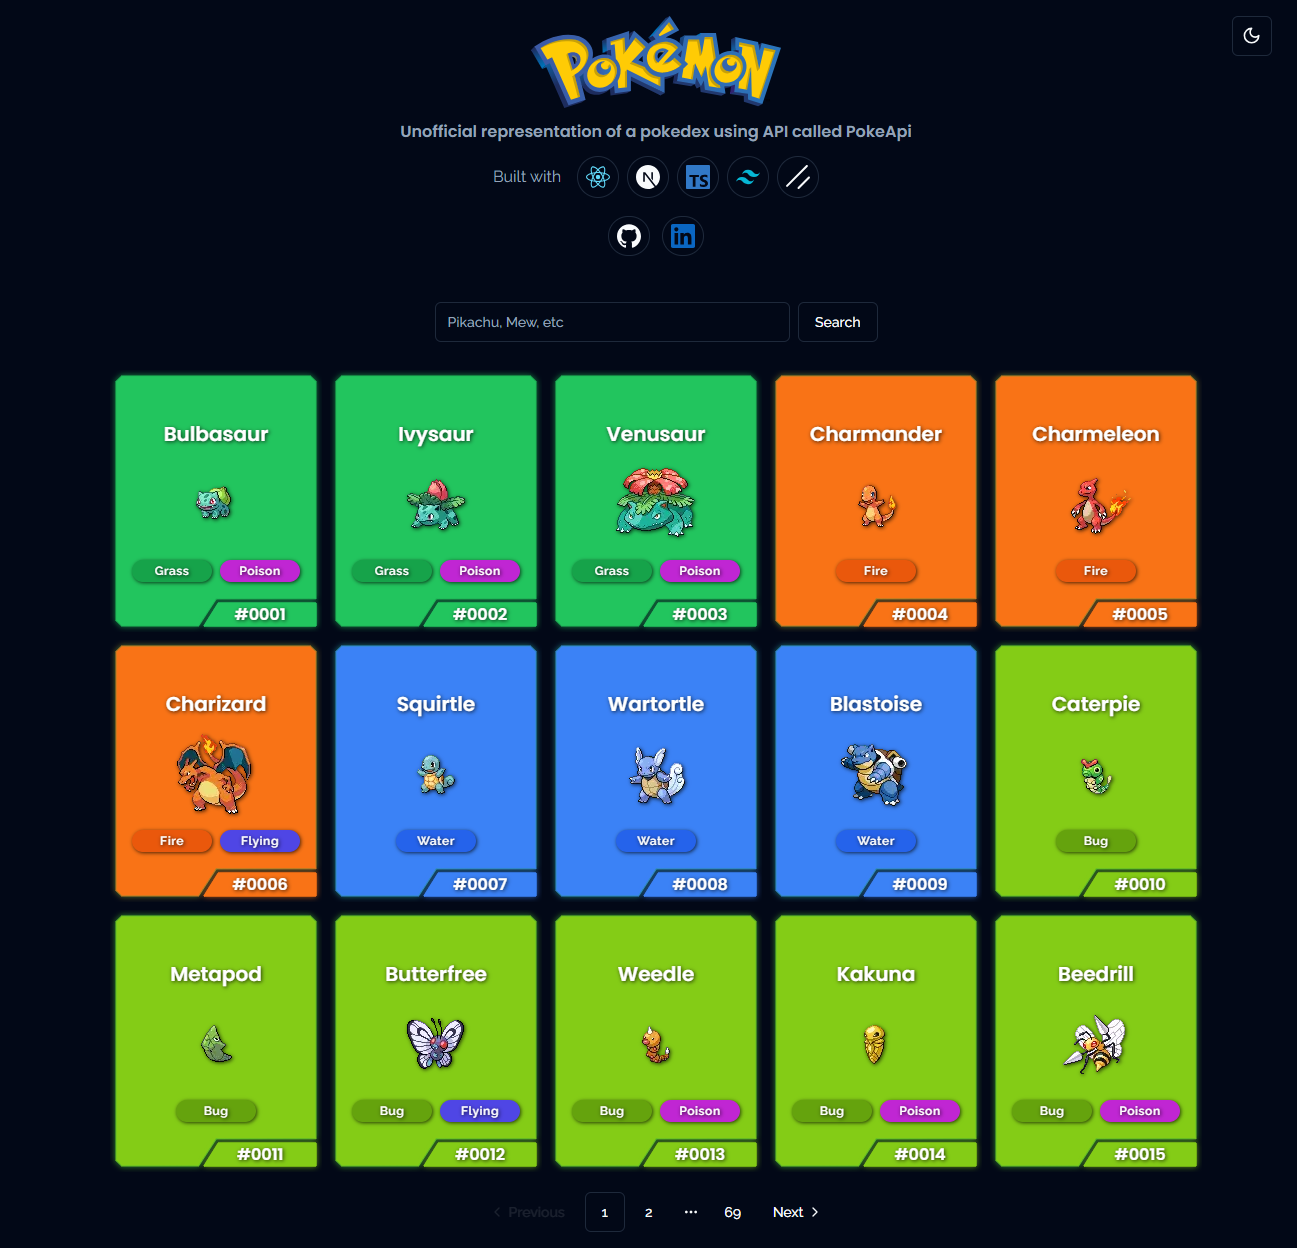 POKéMON
Unofficial representation of a pokedex using API called PokeApi
Built with N TS
in
Pikachu, Mew, etc Search
Bulbasaur Ivysaur Venusaur Charmander Charmeleon
Grass Poison Grass Poison Grass Poison Fire Fire
#0001 #0002 #0003 #0004 #0005
Charizard Squirtle Wartortle Blastoise Caterpie
Fire Flying Water Water Water Bug
#0006 #0007 #0008 #0009 #0010
Metapod Butterfree Weedle Kakuna Beedrill
Bug Bug Flying Bug Poison Bug Poison Bug Poison
#0011 #0012 #0013 #0014 #0015
Previous 1 2 ... 69 Next